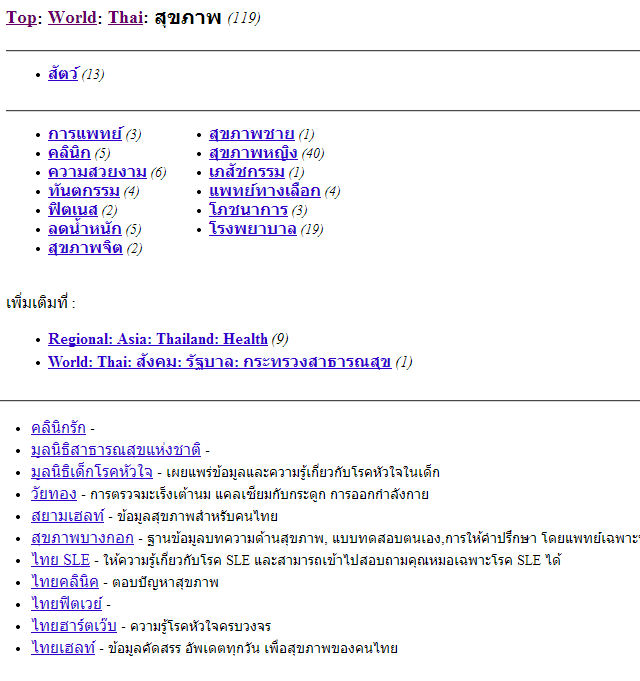 Top: World: Thai: สุขภาพ (119)
สัตว์ (13)
การแพทย์ (3)
คลินิก (5)
ความสวยงาม (6)
ทันตกรรม (4)
ฟิตเนส (2)
ลดน้ำหนัก (5)
สุขภาพจิต (2)
สุขภาพชาย (1)
สุขภาพหญิง (40)
เภสัชกรรม (1)
แพทย์ทางเลือก (4)
โภชนาการ (3)
โรงพยาบาล (19)
เพิ่มเติมที่ :
Regional: Asia: Thailand: Health (9)
World: Thai: สังคม: รัฐบาล: กระทรวงสาธารณสุข (1)
คลินิกรัก -
มูลนิธิสาธารณสุขแห่งชาติ -
มูลนิธิเด็กโรคหัวใจ - เผยแพร่ข้อมูลและความรู้เกี่ยวกับโรคหัวใจในเด็ก
วัยทอง - การตรวจมะเร็งเต้านม แคลเซียมกับกระดูก การออกกำลังกาย
สยามเฮลท์ - ข้อมูลสุขภาพสำหรับคนไทย
สุขภาพบางกอก - ฐานข้อมูลบทความด้านสุขภาพ, แบบทดสอบตนเอง,การให้คำปรึกษา โดยแพทย์เฉพาะ
ไทย SLE - ให้ความรู้เกี่ยวกับโรค SLE และสามารถเข้าไปสอบถามคุณหมอเฉพาะโรค SLE ได้
ไทยคลินิค - ตอบปัญหาสุขภาพ
ไทยฟิตเวย์ -
ไทยฮาร์ตเว๊บ - ความรู้โรคหัวใจครบวงจร
ไทยเฮลท์ - ข้อมูลคัดสรร อัพเดตทุกวัน เพื่อสุขภาพของคนไทย